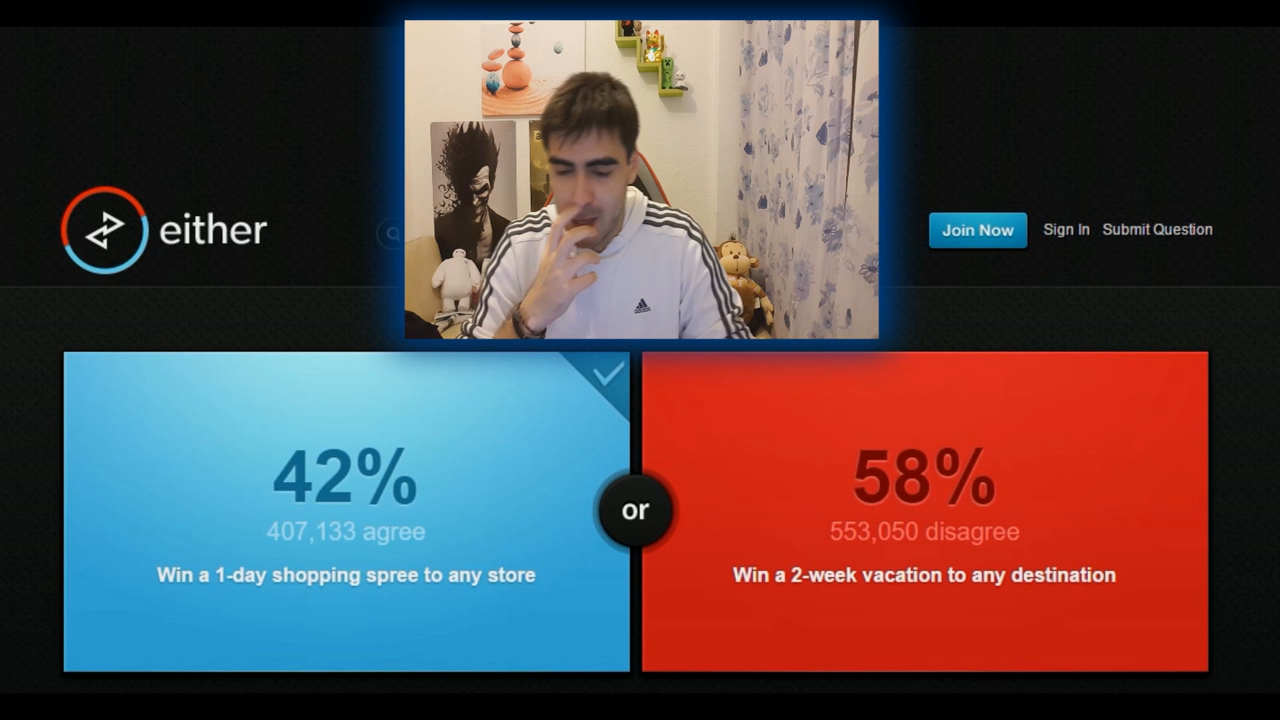 either
Join Now
Sign In
Submit Question
42%
407,133 agree
Win a 1-day shopping spree to any store
or
58%
553,050 disagree
Win a 2-week vacation to any destination